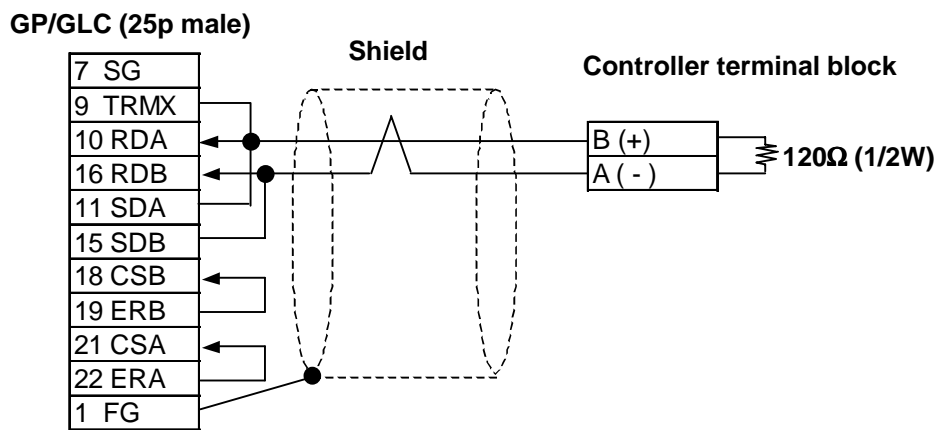 GP/GLC (25p male)
Shield
Controller terminal block
7 SG
9 TRMX
10 RDA
16 RDB
11 SDA
15 SDB
18 CSB
19 ERB
21 CSA
22 ERA
1 FG
B (+)
A ( - )
120Ω (1/2W)